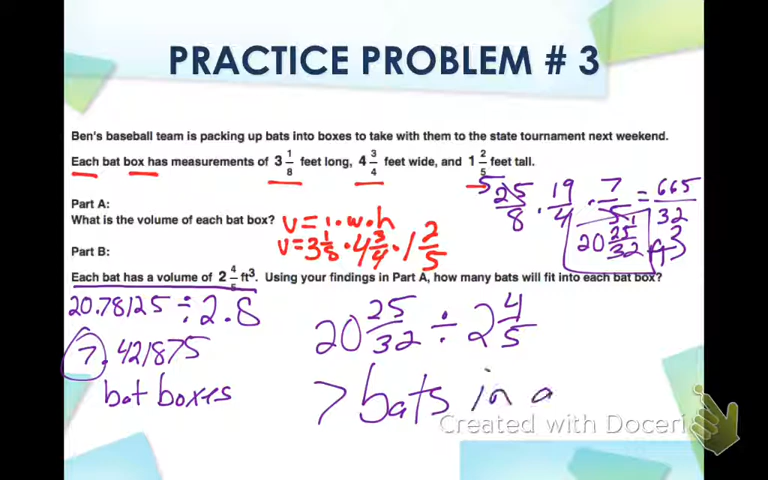 PRACTICE PROBLEM # 3
Ben's baseball team is packing up bats into boxes to take with them to the state tournament next weekend.
Each bat box has measurements of 3 1/8 feet long, 4 3/4 feet wide, and 1 2/5 feet tall.
5 25/8 · 19/4 · 7/5 1 = 665/32
Part A:
What is the volume of each bat box?
V = l · w · h
V = 3 1/8 · 4 3/4 · 1 2/5
20 25/32 ft3
Part B:
Each bat has a volume of 2 4/5 ft³. Using your findings in Part A, how many bats will fit into each bat box?
20.78125 ÷ 2.8
20 25/32 ÷ 2 4/5
7.421875
bat boxes
7 bats in a
Created with Doceri